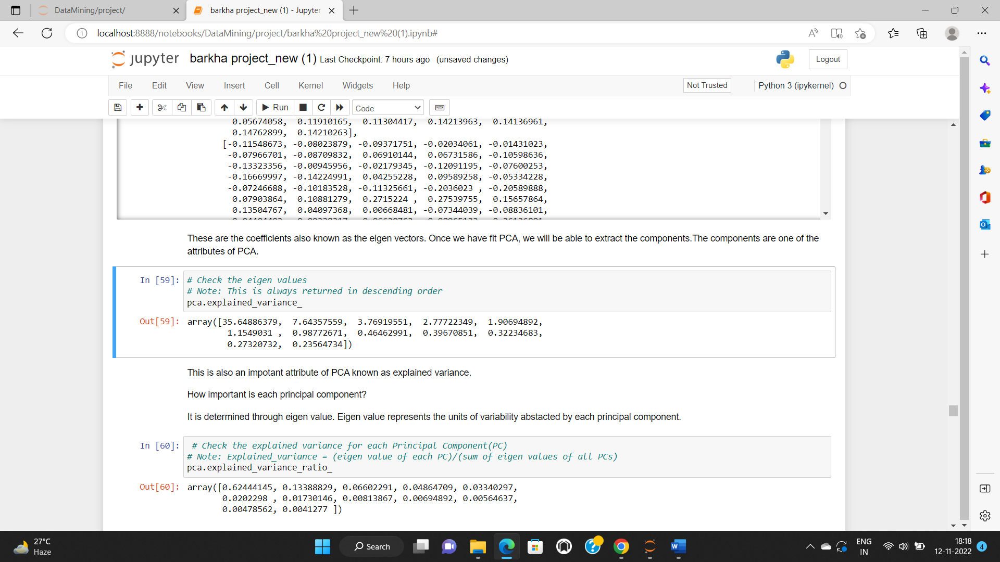 DataMining/project/
barkha project_new (1) - Jupyter
localhost:8888/notebooks/DataMining/project/barkha%20project_new%20(1).ipynb#
jupyter barkha project_new (1) Last Checkpoint: 7 hours ago (unsaved changes)
Logout
File Edit View Insert Cell Kernel Widgets Help
Not Trusted
Python 3 (ipykernel)
Run
Code
0.05674058, 0.11910165, 0.11304417, 0.14213963, 0.14136961,
0.14762899, 0.14210263],
[-0.11548673, -0.08023879, -0.09371751, -0.02034061, -0.01431023,
-0.07966701, -0.08709832, 0.06910144, 0.06731586, -0.10598636,
-0.13323356, -0.00945956, -0.02179345, -0.12091195, -0.07600253,
-0.16669997, -0.14224991, 0.04255228, 0.09589258, -0.05334228,
-0.07246688, -0.10183528, -0.11325661, -0.2036023 , -0.20589888,
0.07903864, 0.10881279, 0.2715224 , 0.27539755, 0.15657864,
0.13504767, 0.04097368, 0.00668481, -0.07344039, -0.08836101,
These are the coefficients also known as the eigen vectors. Once we have fit PCA, we will be able to extract the components.The components are one of the
attributes of PCA.
In [59]: # Check the eigen values
# Note: This is always returned in descending order
pca.explained_variance_
Out[59]: array([35.64886379, 7.64357559, 3.76919551, 2.77722349, 1.90694892,
1.1549031 , 0.98772671, 0.46462991, 0.39670851, 0.32234683,
0.27320732, 0.23564734])
This is also an impotant attribute of PCA known as explained variance.
How important is each principal component?
It is determined through eigen value. Eigen value represents the units of variability abstacted by each principal component.
In [60]: # Check the explained variance for each Principal Component(PC)
# Note: Explained_variance = (eigen value of each PC)/(sum of eigen values of all PCs)
pca.explained_variance_ratio_
Out[60]: array([0.62444145, 0.13388829, 0.06602291, 0.04864709, 0.03340297,
0.0202298 , 0.01730146, 0.00813867, 0.00694892, 0.00564637,
0.00478562, 0.0041277 ])
27°C
Haze
Search
ENG
IN
18:18
12-11-2022
4